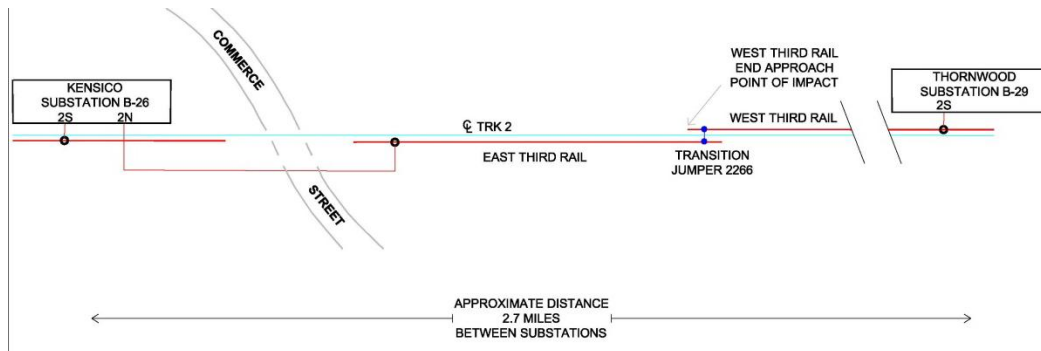 KENSICO
SUBSTATION B-26
2S 2N
COMMERCE
STREET
℄ TRK 2
EAST THIRD RAIL
WEST THIRD RAIL
END APPROACH
POINT OF IMPACT
WEST THIRD RAIL
TRANSITION
JUMPER 2266
THORNWOOD
SUBSTATION B-29
2S
APPROXIMATE DISTANCE
2.7 MILES
BETWEEN SUBSTATIONS